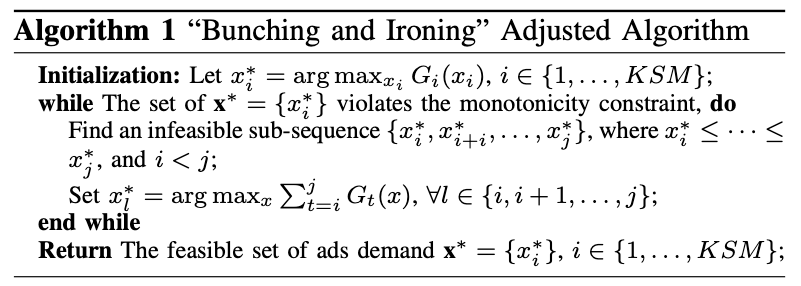 Algorithm 1 “Bunching and Ironing” Adjusted Algorithm
Initialization: Let $x_i^* = \arg\max_{x_i} G_i(x_i)$, $i \in \{1, \ldots, KSM\}$;
while The set of $\mathbf{x}^* = \{x_i^*\}$ violates the monotonicity constraint, do
Find an infeasible sub-sequence $\{x_i^*, x_{i+i}^*, \ldots, x_j^*\}$, where $x_i^* \leq \cdots \leq$
$x_j^*$, and $i < j$;
Set $x_l^* = \arg\max_x \sum_{t=i}^{j} G_t(x)$, $\forall l \in \{i, i+1, \ldots, j\}$;
end while
Return The feasible set of ads demand $\mathbf{x}^* = \{x_i^*\}$, $i \in \{1, \ldots, KSM\}$;